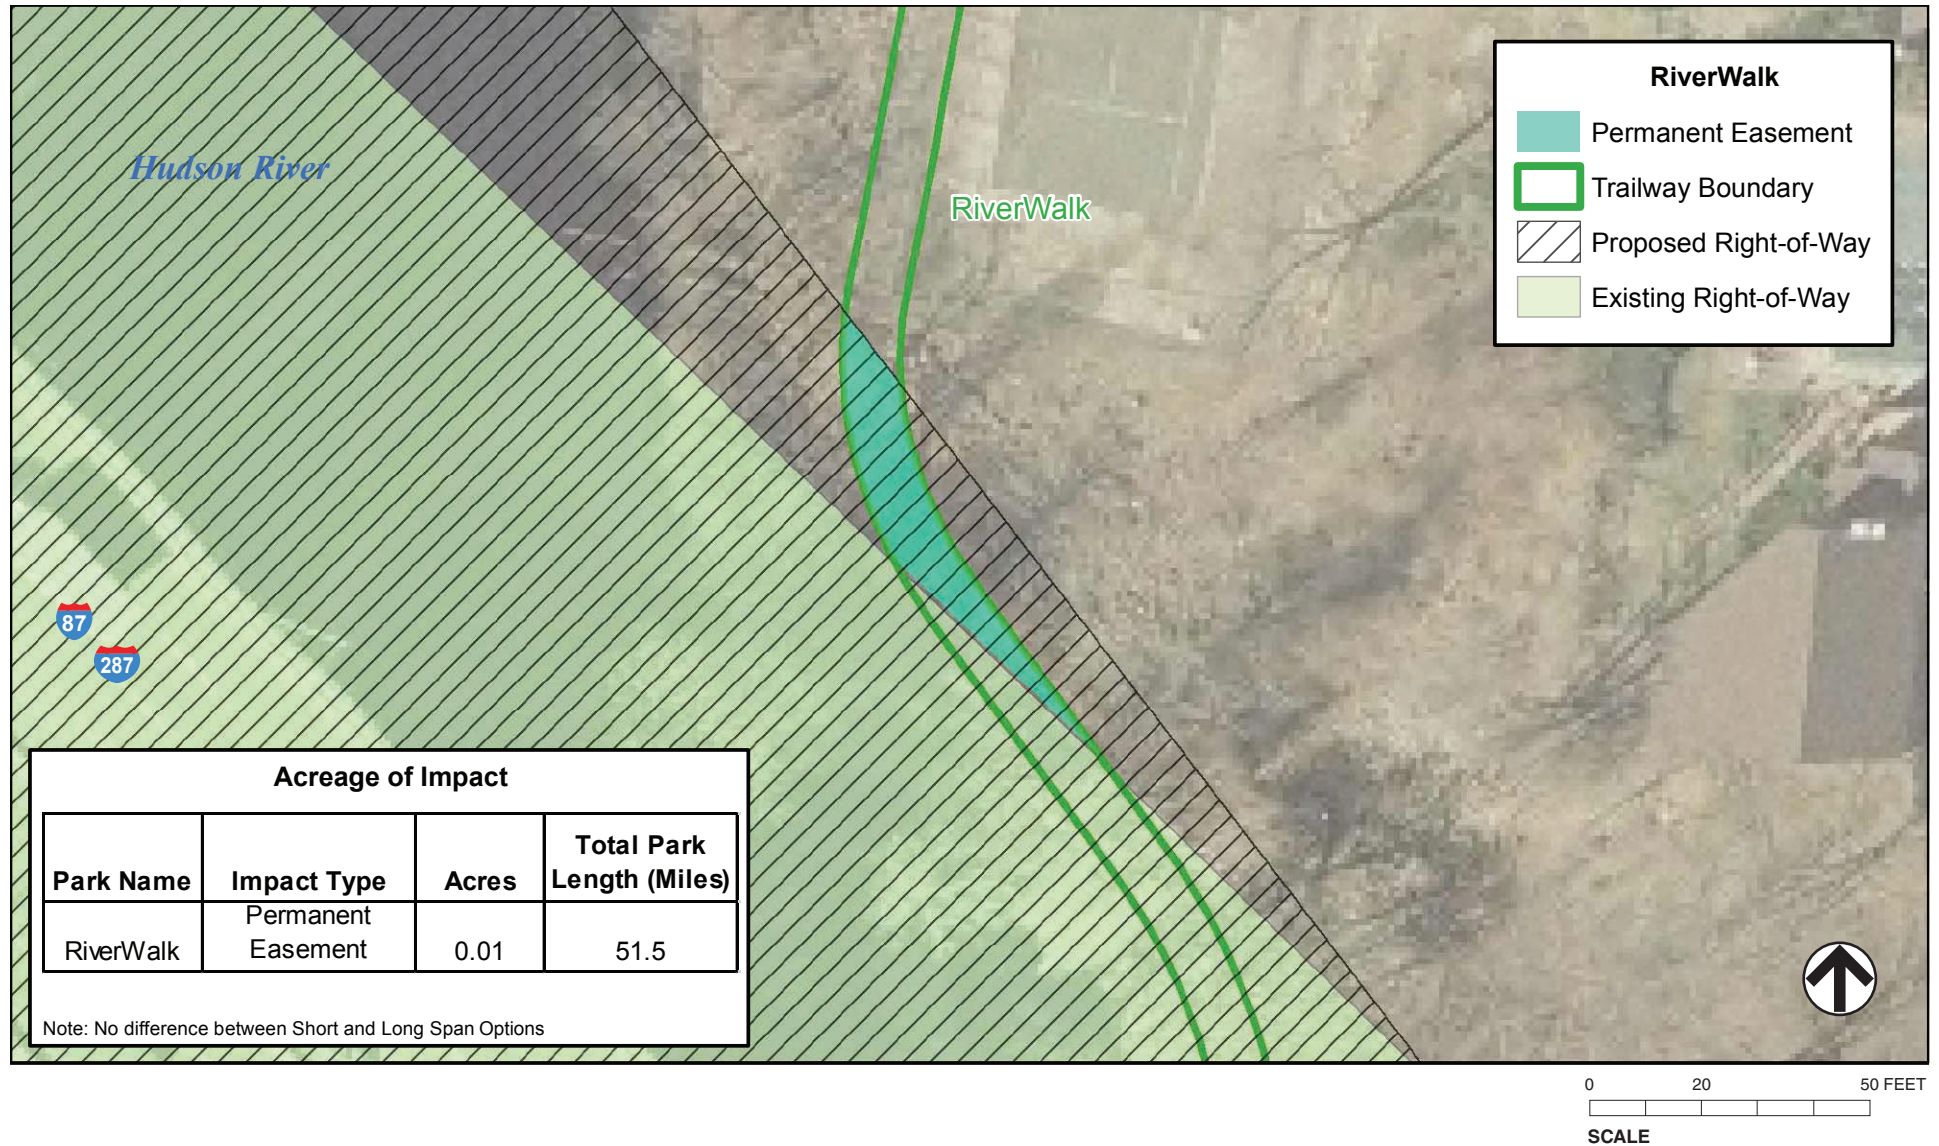 Hudson River
RiverWalk
RiverWalk
Permanent Easement
Trailway Boundary
Proposed Right-of-Way
Existing Right-of-Way
87
287
Acreage of Impact
Park Name Impact Type Acres Total Park Length (Miles)
RiverWalk Permanent Easement 0.01 51.5
Note: No difference between Short and Long Span Options
0 20 50 FEET
SCALE